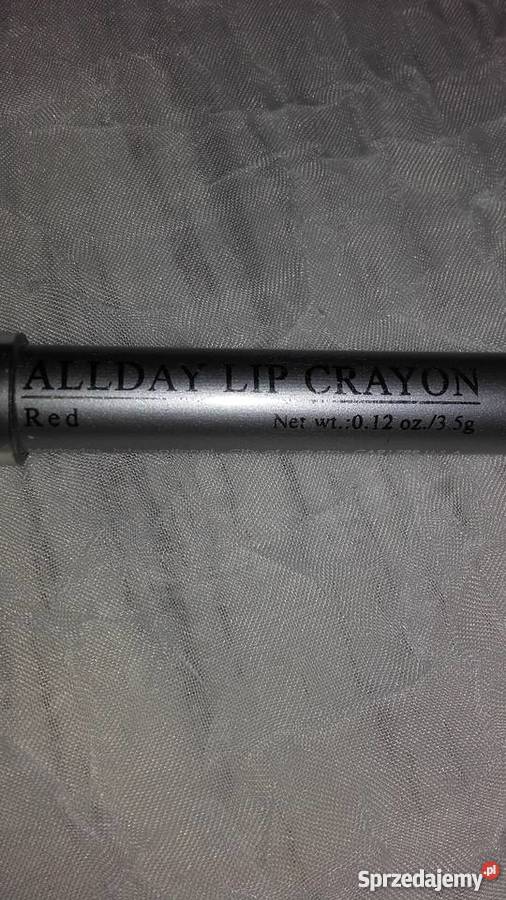 ALLDAY LIP CRAYON
Red Net wt.:0.12 oz./3.5g
Sprzedajemy.pl